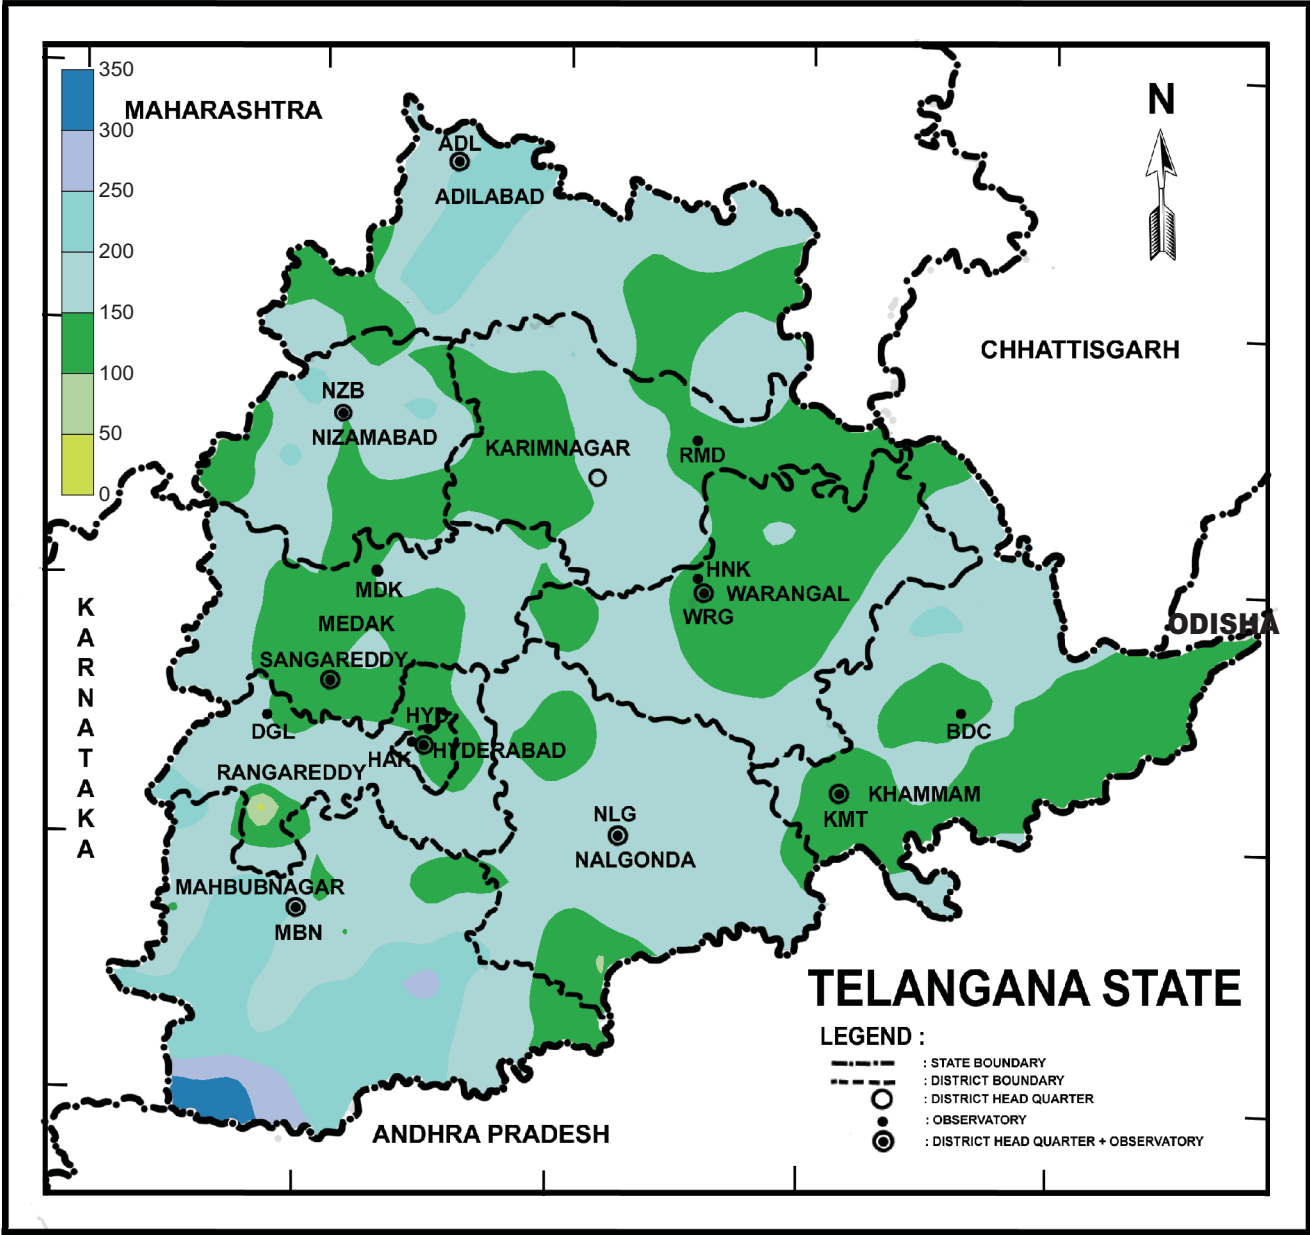 350
MAHARASHTRA
300
250
200
150
100
50
0
N
ADL
ADILABAD
CHHATTISGARH
NZB
NIZAMABAD
KARIMNAGAR
RMD
HNK
WARANGAL
WRG
MDK
MEDAK
SANGAREDDY
ODISHA
K
A
R
N
A
T
A
K
A
DGL
HYD
HAK
HYDERABAD
RANGAREDDY
BDC
KHAMMAM
KMT
NLG
NALGONDA
MAHBUBNAGAR
MBN
TELANGANA STATE
LEGEND :
: STATE BOUNDARY
: DISTRICT BOUNDARY
: DISTRICT HEAD QUARTER
: OBSERVATORY
: DISTRICT HEAD QUARTER + OBSERVATORY
ANDHRA PRADESH